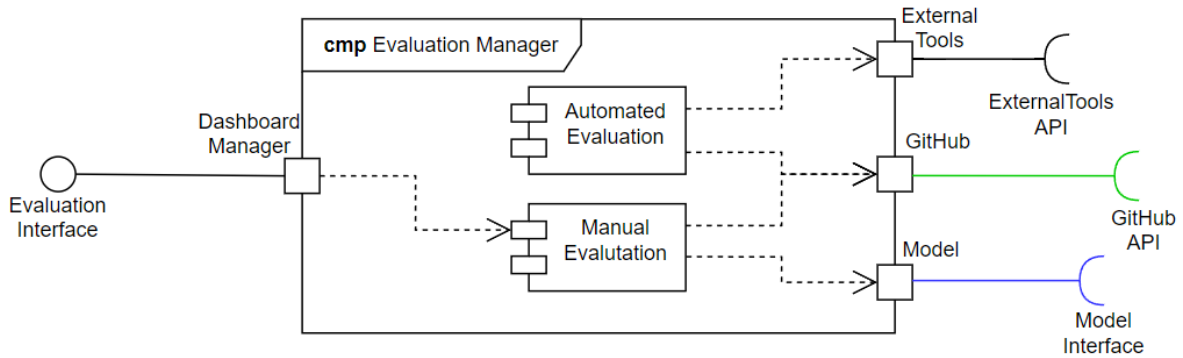 External
Tools
cmp Evaluation Manager
ExternalTools
API
Automated
Evaluation
Dashboard
Manager
GitHub
Evaluation
Interface
Manual
Evalutation
GitHub
API
Model
Model
Interface